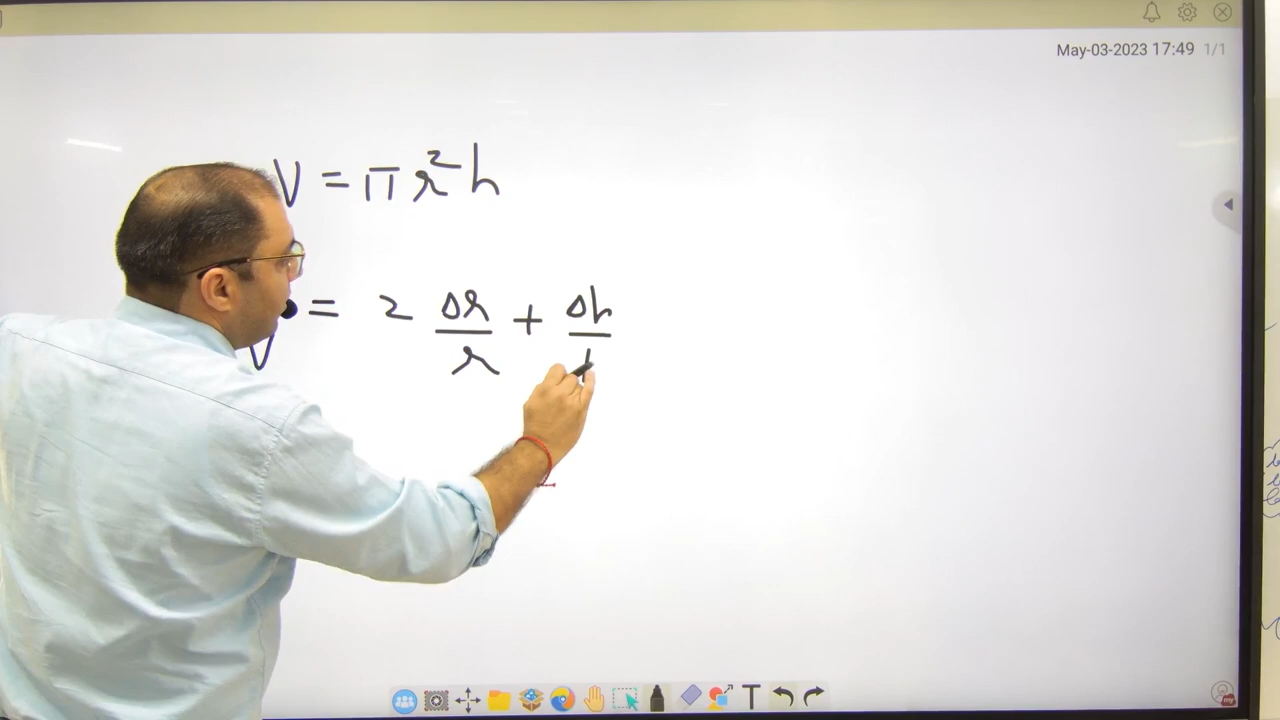 May-03-2023 17:49 1/1
V = πr²h
V = 2 Δr/r + Δh/
T